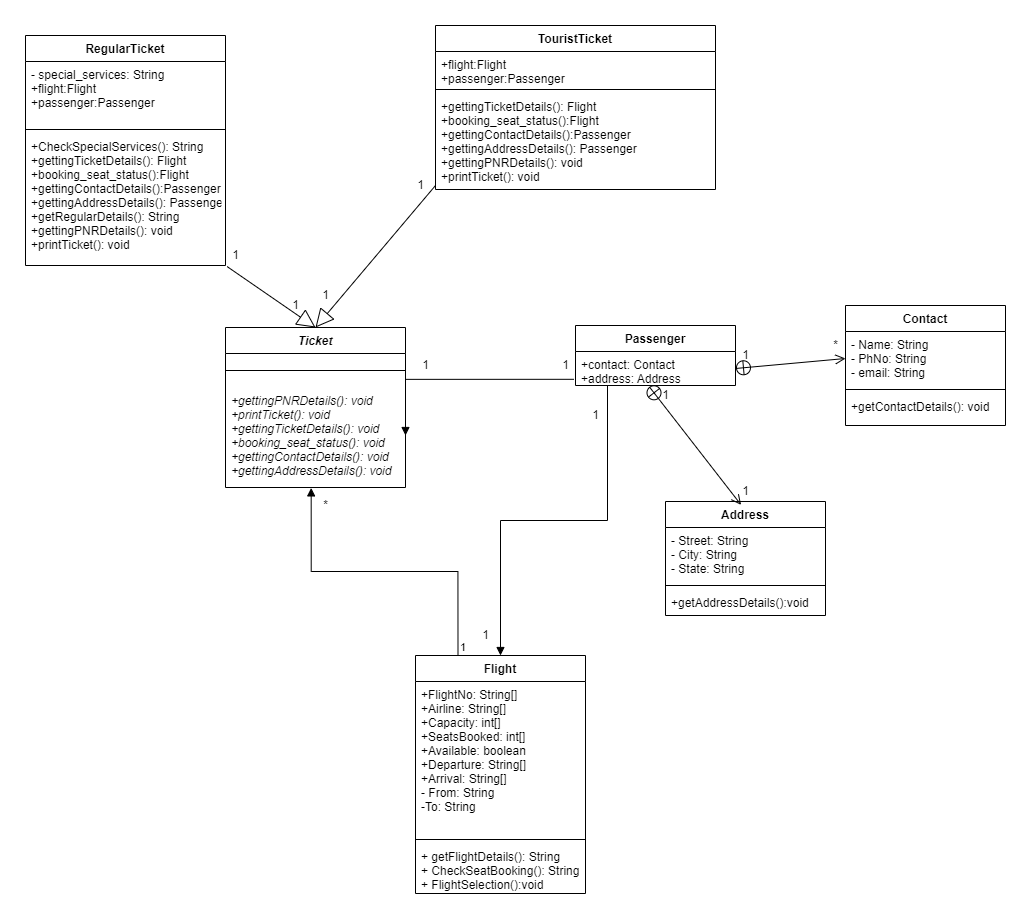 RegularTicket
- special_services: String
+flight:Flight
+passenger:Passenger
+CheckSpecialServices(): String
+gettingTicketDetails(): Flight
+booking_seat_status():Flight
+gettingContactDetails():Passenger
+gettingAddressDetails(): Passenge
+getRegularDetails(): String
+gettingPNRDetails(): void
+printTicket(): void
TouristTicket
+flight:Flight
+passenger:Passenger
+gettingTicketDetails(): Flight
+booking_seat_status():Flight
+gettingContactDetails():Passenger
+gettingAddressDetails(): Passenger
+gettingPNRDetails(): void
+printTicket(): void
1
1
1
1
Ticket
+gettingPNRDetails(): void
+printTicket(): void
+gettingTicketDetails(): void
+booking_seat_status(): void
+gettingContactDetails(): void
+gettingAddressDetails(): void
1
1
Passenger
+contact: Contact
+address: Address
1
*
Contact
- Name: String
- PhNo: String
- email: String
+getContactDetails(): void
1
1
Address
- Street: String
- City: String
- State: String
+getAddressDetails():void
1
*
1
1
Flight
+FlightNo: String[]
+Airline: String[]
+Capacity: int[]
+SeatsBooked: int[]
+Available: boolean
+Departure: String[]
+Arrival: String[]
- From: String
-To: String
+ getFlightDetails(): String
+ CheckSeatBooking(): String
+ FlightSelection():void